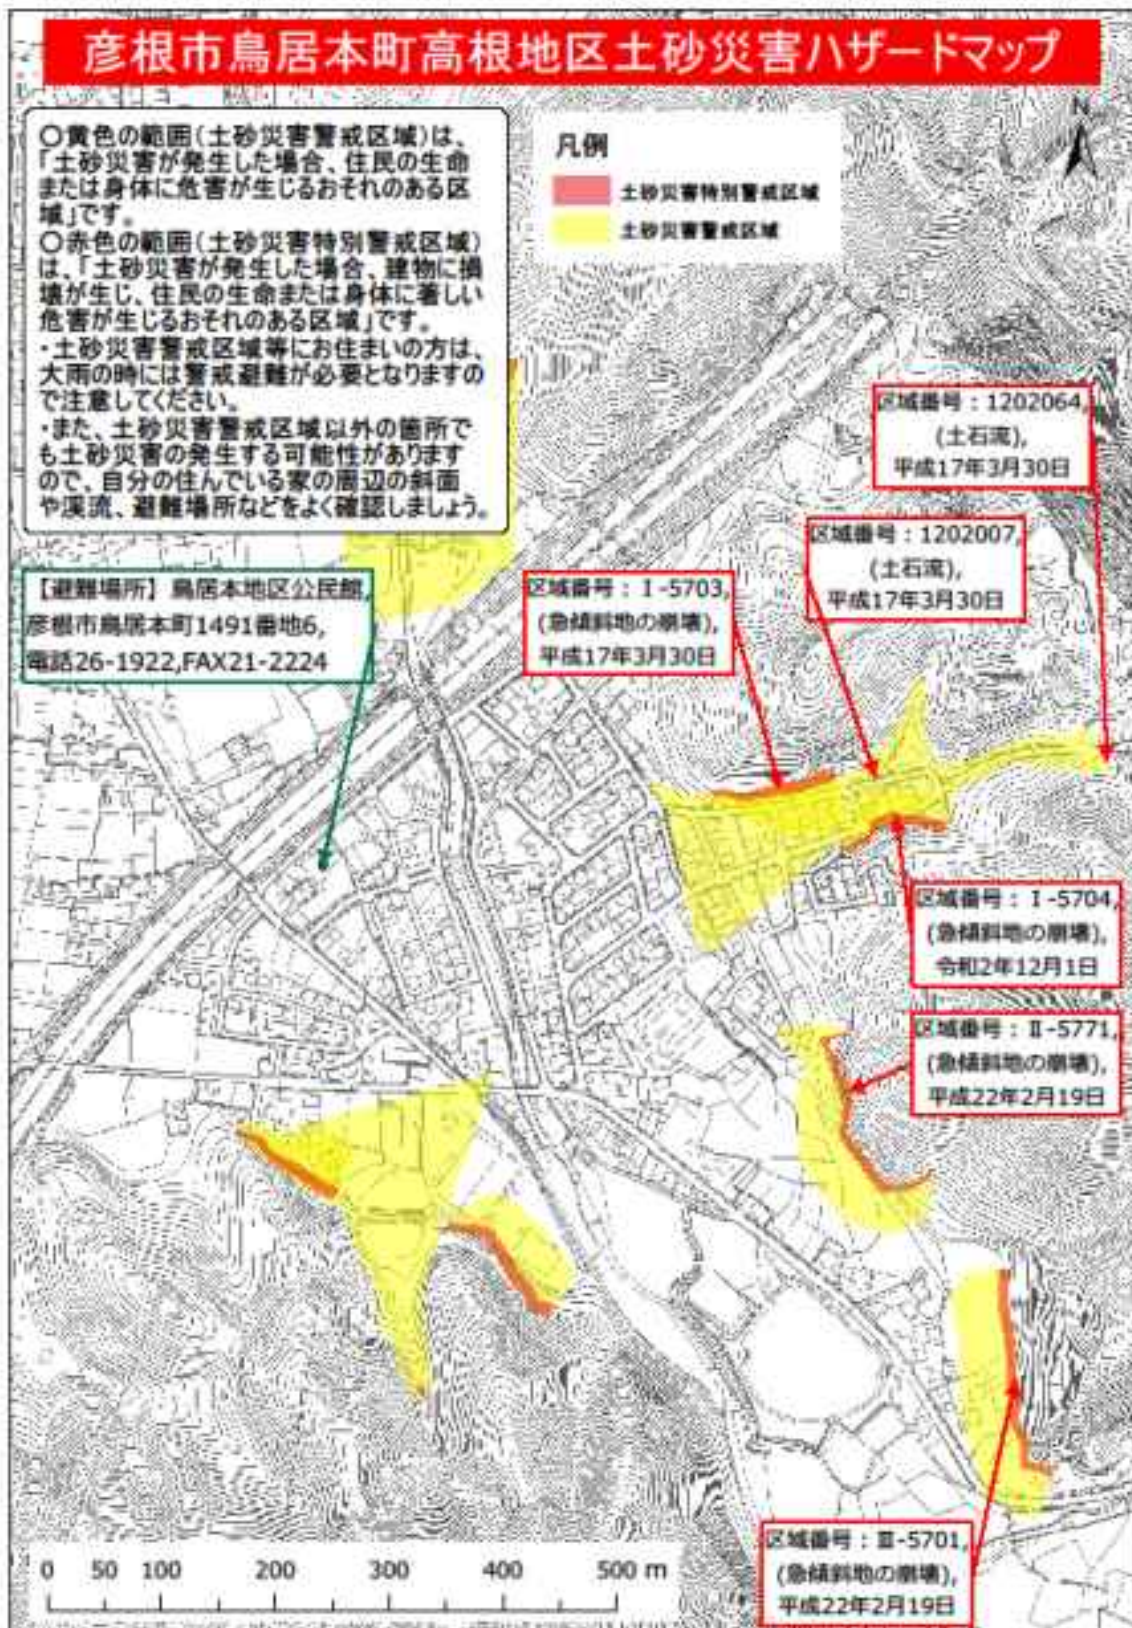 彦根市鳥居本町高根地区土砂災害ハザードマップ
〇黄色の範囲(土砂災害警戒区域)は、
「土砂災害が発生した場合、住民の生命
または身体に危害が生じるおそれのある区
域」です。
〇赤色の範囲(土砂災害特別警戒区域)
は、「土砂災害が発生した場合、建物に損
壊が生じ、住民の生命または身体に著しい
危害が生じるおそれのある区域」です。
・土砂災害警戒区域等にお住まいの方は、
大雨の時には警戒避難が必要となりますの
で注意してください。
・また、土砂災害警戒区域以外の箇所で
も土砂災害の発生する可能性があります
ので、自分の住んでいる家の周辺の斜面
や渓流、避難場所などをよく確認しましょう。
凡例
土砂災害特別警戒区域
土砂災害警戒区域
N
区域番号：1202064,
(土石流),
平成17年3月30日
区域番号：1202007,
(土石流),
平成17年3月30日
区域番号：Ⅰ-5703,
(急傾斜地の崩壊),
平成17年3月30日
【避難場所】鳥居本地区公民館,
彦根市鳥居本町1491番地6,
電話26-1922,FAX21-2224
区域番号：Ⅰ-5704,
(急傾斜地の崩壊),
令和2年12月1日
区域番号：Ⅱ-5771,
(急傾斜地の崩壊),
平成22年2月19日
区域番号：Ⅲ-5701,
(急傾斜地の崩壊),
平成22年2月19日
0 50 100 200 300 400 500 m